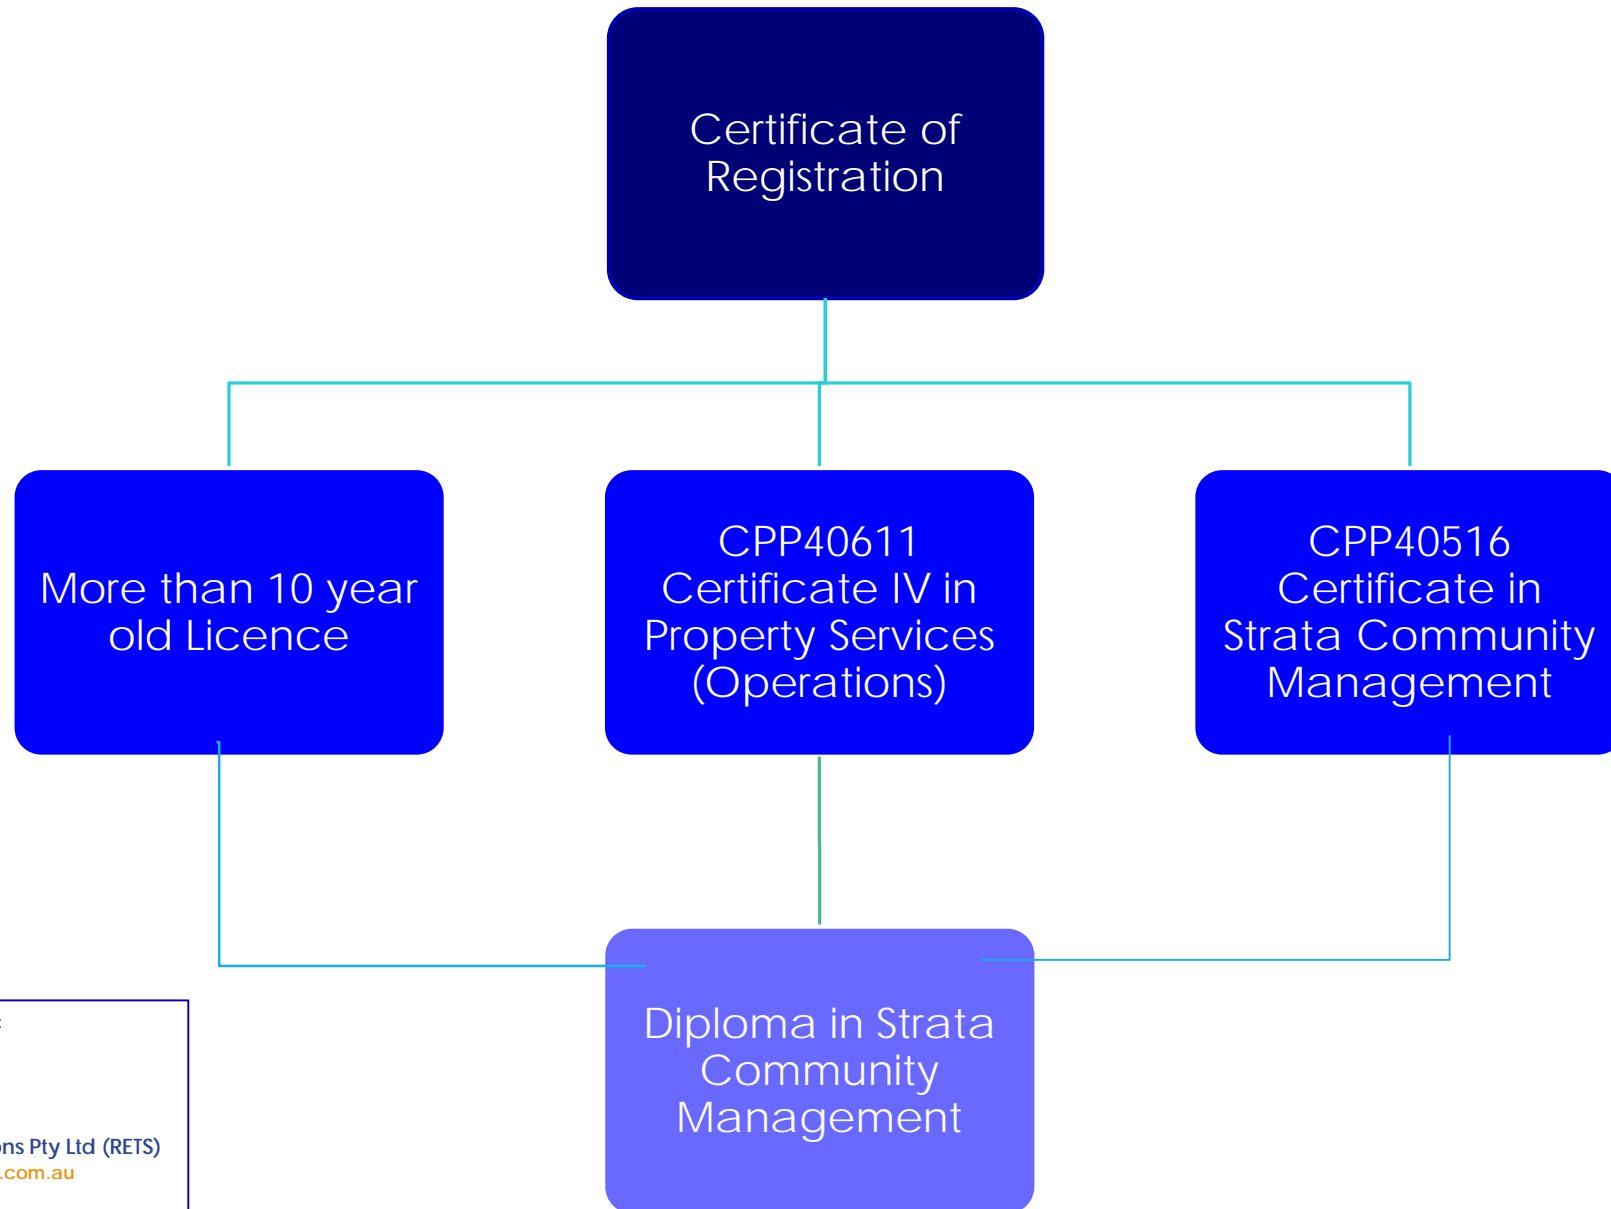 Certificate of
Registration
More than 10 year
old Licence
CPP40611
Certificate IV in
Property Services
(Operations)
CPP40516
Certificate in
Strata Community
Management
Diploma in Strata
Community
Management
Pty Ltd (RETS)
.com.au